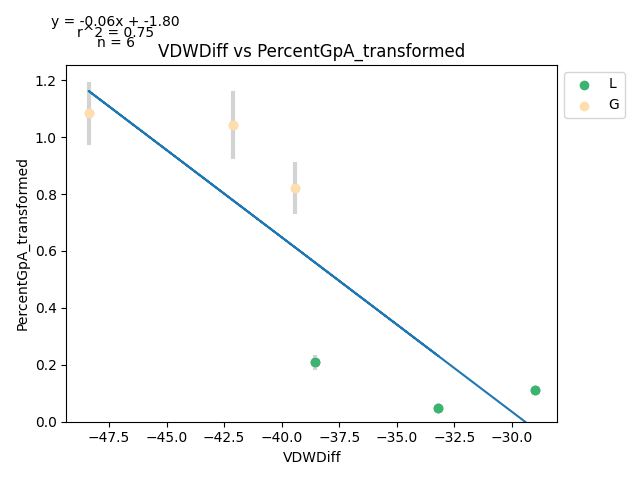 y = -0.06x + -1.80
r^2 = 0.75
n = 6
VDWDiff vs PercentGpA_transformed
L
G
1.2
1.0
0.8
0.6
0.4
0.2
0.0
PercentGpA_transformed
−47.5 −45.0 −42.5 −40.0 −37.5 −35.0 −32.5 −30.0
VDWDiff